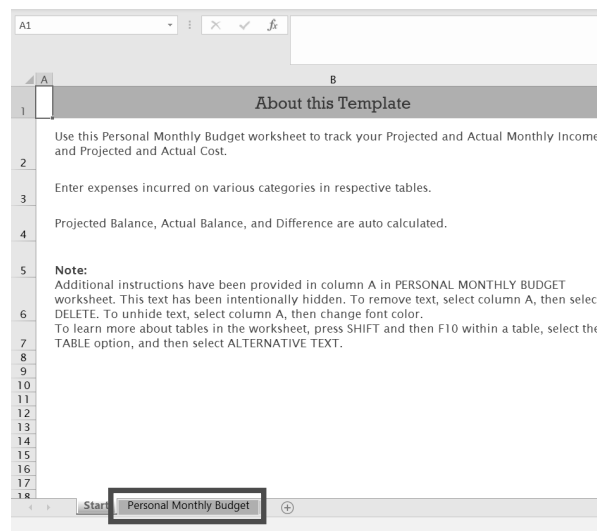 A1
fx
A
B
1
About this Template
Use this Personal Monthly Budget worksheet to track your Projected and Actual Monthly Income
and Projected and Actual Cost.
2
Enter expenses incurred on various categories in respective tables.
3
Projected Balance, Actual Balance, and Difference are auto calculated.
4
5
Note:
Additional instructions have been provided in column A in PERSONAL MONTHLY BUDGET
worksheet. This text has been intentionally hidden. To remove text, select column A, then selec
6
DELETE. To unhide text, select column A, then change font color.
To learn more about tables in the worksheet, press SHIFT and then F10 within a table, select the
7
TABLE option, and then select ALTERNATIVE TEXT.
8
9
10
11
12
13
14
15
16
17
18
Start
Personal Monthly Budget